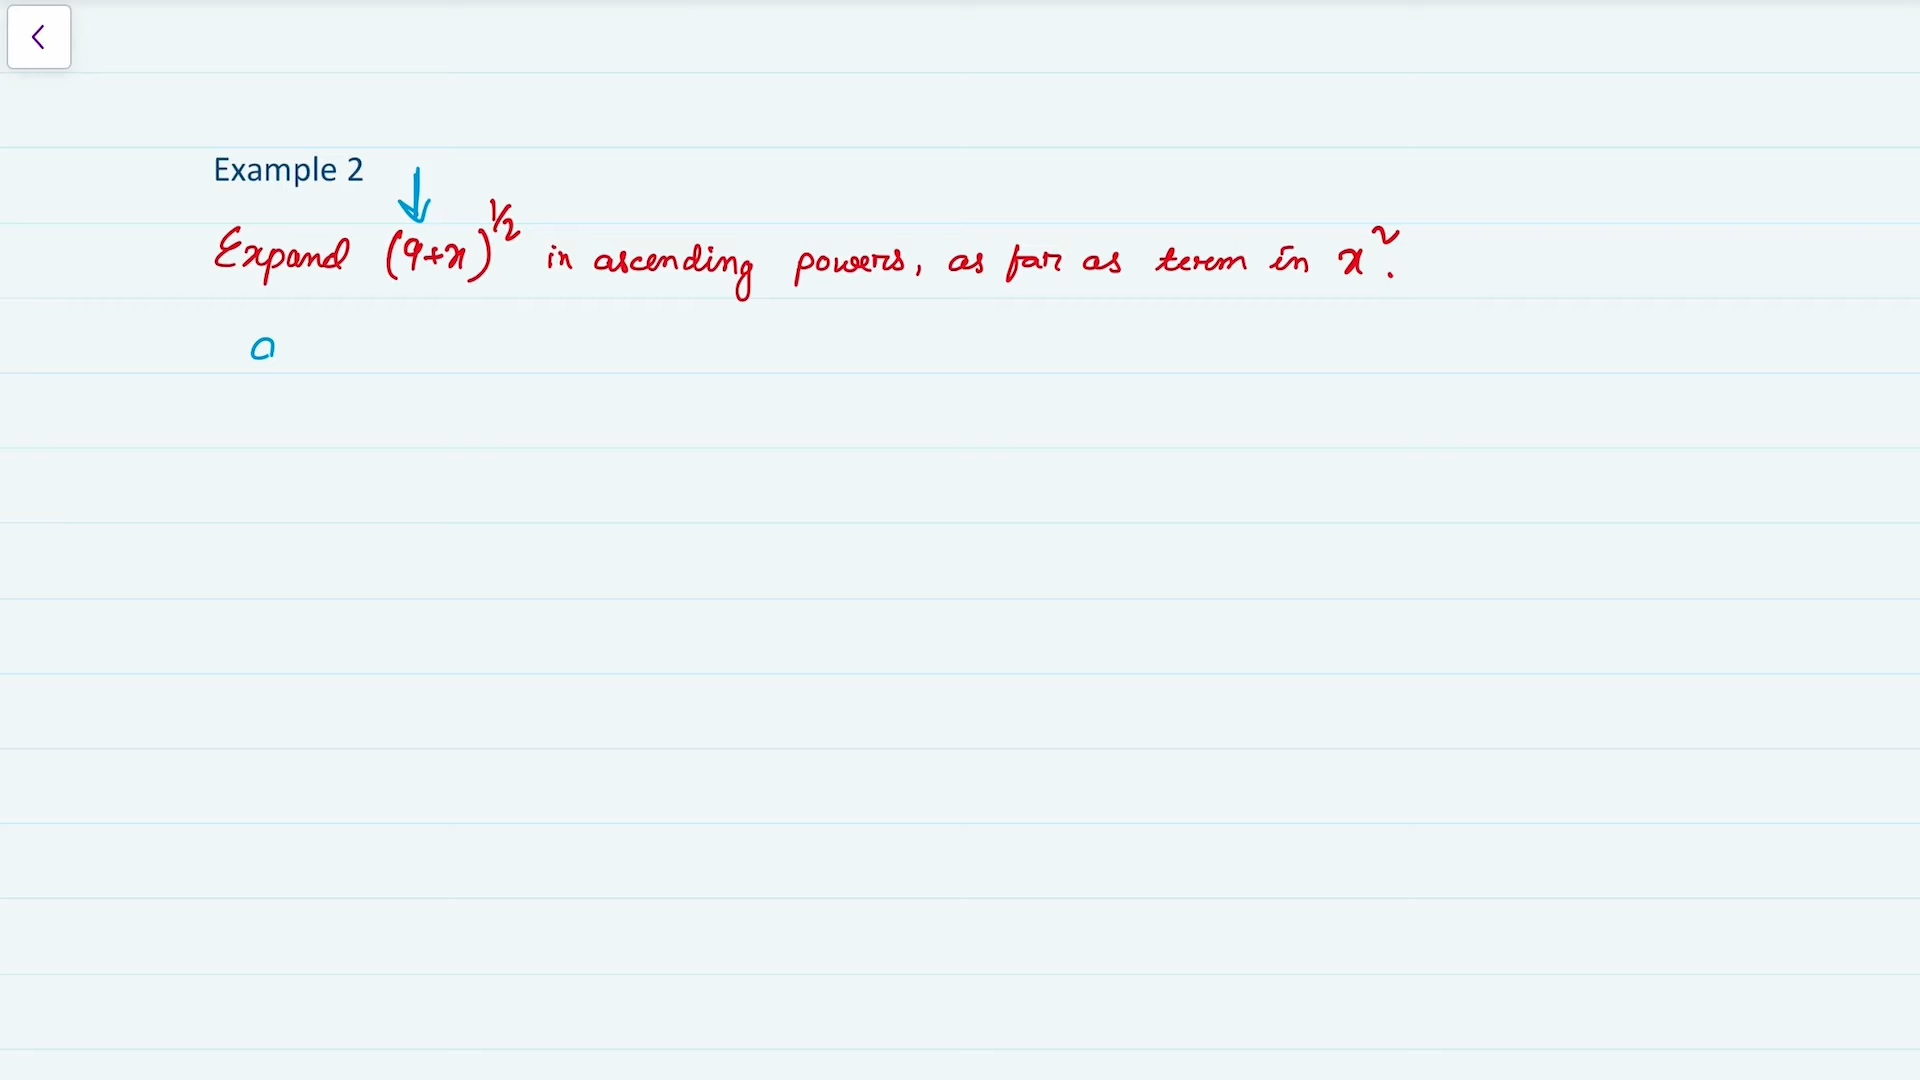 Example 2
Expand (9+x)^1/2 in ascending powers, as far as term in x².
a